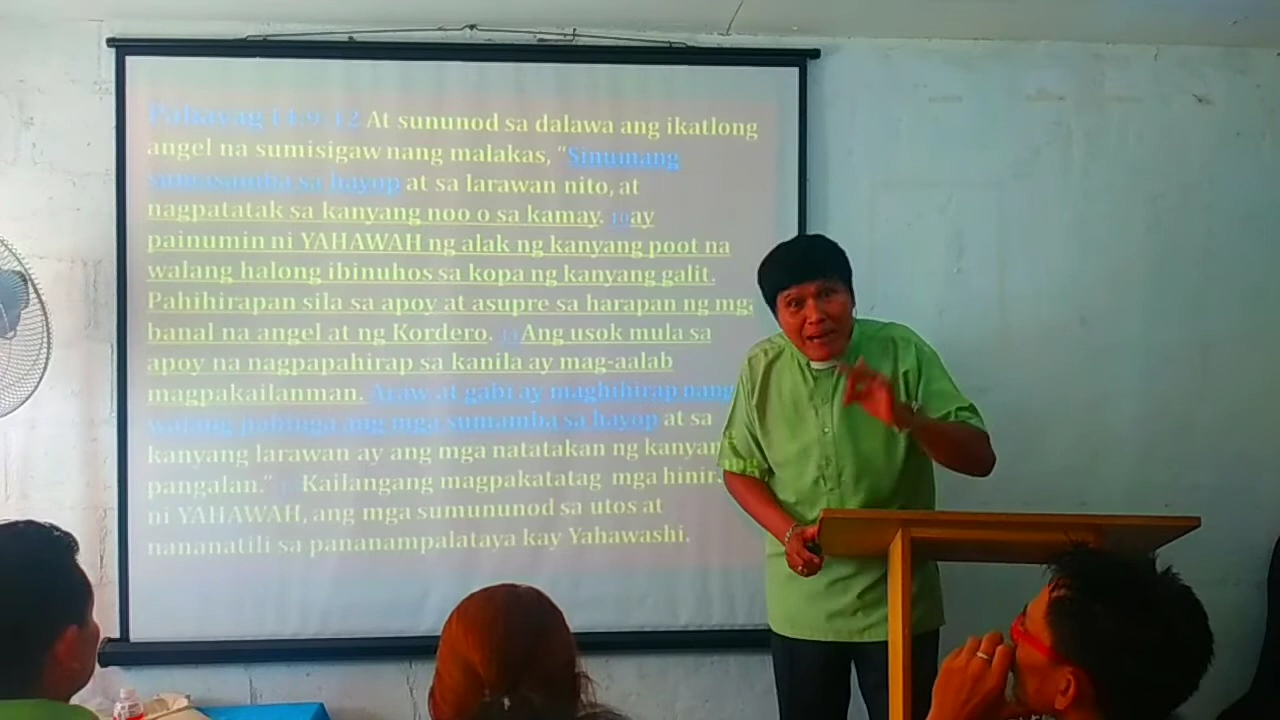 Pahayag 14:9-12 At sumunod sa dalawa ang ikatlong
angel na sumisigaw nang malakas, “Sinumang
sumasamba sa hayop at sa larawan nito, at
nagpatatak sa kanyang noo o sa kamay. 10ay
painumin ni YAHAWAH ng alak ng kanyang poot na
walang halong ibinuhos sa kopa ng kanyang galit.
Pahihirapan sila sa apoy at asupre sa harapan ng mga
banal na angel at ng Kordero. 11Ang usok mula sa
apoy na nagpapahirap sa kanila ay mag-aalab
magpakailanman. Araw at gabi ay maghihirap nang
walang pahinga ang mga sumamba sa hayop at sa
kanyang larawan ay ang mga natatakan ng kanyang
pangalan.” Kailangang magpakatatag mga hinir
ni YAHAWAH, ang mga sumununod sa utos at
nananatili sa pananampalataya kay Yahawashi.